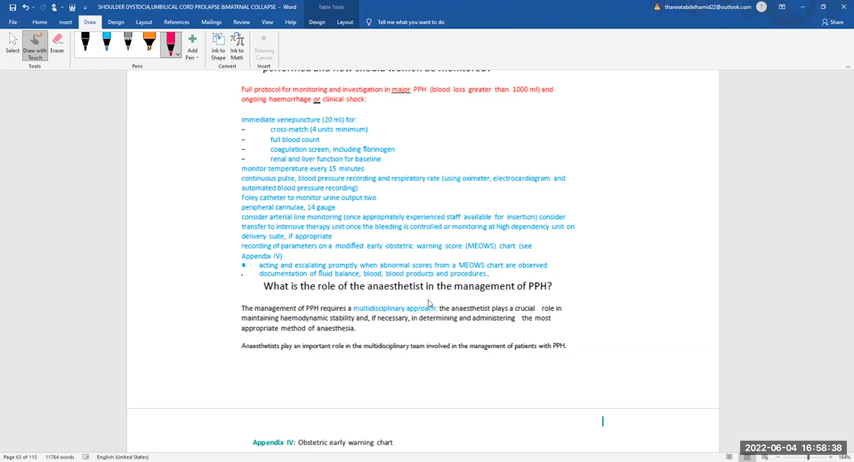 SHOULDER DYSTOCIA,UMBILICAL CORD PROLAPSE &MATERNAL COLLAPSE - Word
Table Tools
tharwatabdelhamid22@outlook.com
File Home Insert Draw Design Layout References Mailings Review View Help Design Layout Tell me what you want to do Share
Select Draw with Touch Eraser Add Pen Ink to Shape Ink to Math Drawing Canvas
Tools Pens Convert Insert
performed and how should women be monitored?
Full protocol for monitoring and investigation in major PPH (blood loss greater than 1000 ml) and
ongoing haemorrhage or clinical shock:
immediate venepuncture (20 ml) for:
– cross-match (4 units minimum)
– full blood count
– coagulation screen, including fibrinogen
– renal and liver function for baseline
monitor temperature every 15 minutes
continuous pulse, blood pressure recording and respiratory rate (using oximeter, electrocardiogram and
automated blood pressure recording)
Foley catheter to monitor urine output two
peripheral cannulae, 14 gauge
consider arterial line monitoring (once appropriately experienced staff available for insertion) consider
transfer to intensive therapy unit once the bleeding is controlled or monitoring at high dependency unit on
delivery suite, if appropriate
recording of parameters on a modified early obstetric warning score (MEOWS) chart (see
Appendix IV)
• acting and escalating promptly when abnormal scores from a MEOWS chart are observed
. documentation of fluid balance, blood, blood products and procedures..
What is the role of the anaesthetist in the management of PPH?
The management of PPH requires a multidisciplinary approach: the anaesthetist plays a crucial role in
maintaining haemodynamic stability and, if necessary, in determining and administering the most
appropriate method of anaesthesia.
Anaesthetists play an important role in the multidisciplinary team involved in the management of patients with PPH.
Appendix IV: Obstetric early warning chart
2022-06-04 16:58:38
Page 63 of 115 11764 words English (United States) 164%